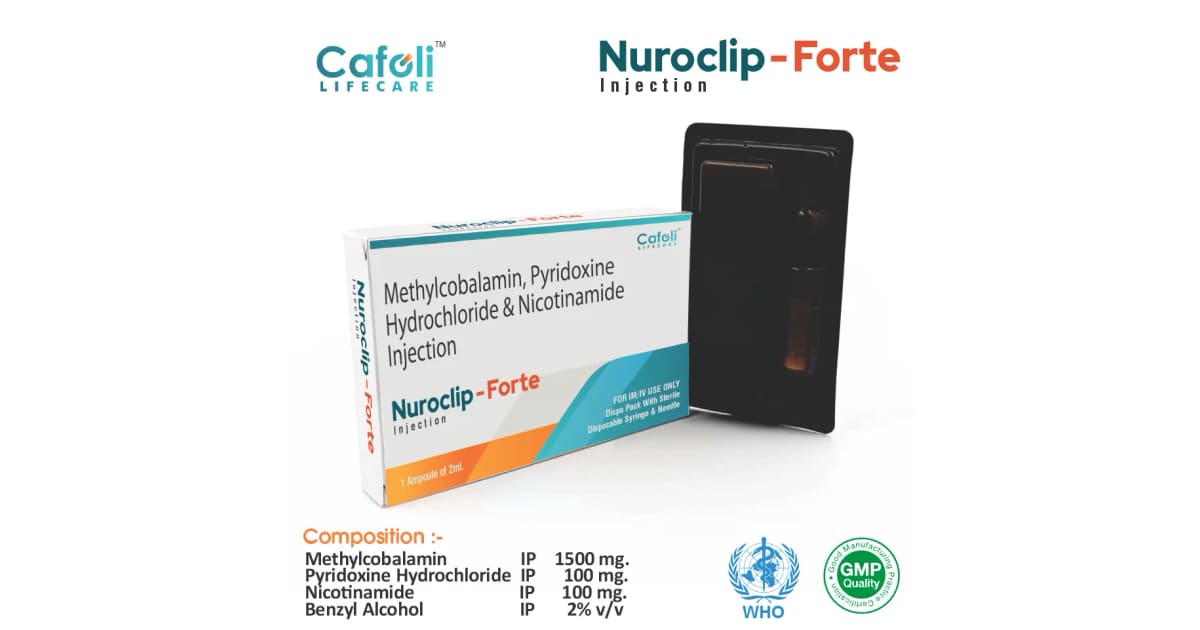 Cafoli™
LIFECARE
Nuroclip-Forte
Injection
Nuroclip-Forte
Cafoli™
LIFECARE
Methylcobalamin, Pyridoxine
Hydrochloride & Nicotinamide
Injection
Nuroclip-Forte
Injection
FOR IM/IV USE ONLY
Dispo Pack With Sterile
Disposable Syringe & Needle
1 Ampoule of 2ml.
Nuroclip-Forte
Injection
Composition :-
Methylcobalamin IP 1500 mg.
Pyridoxine Hydrochloride IP 100 mg.
Nicotinamide IP 100 mg.
Benzyl Alcohol IP 2% v/v
WHO
Good Manufacturing
GMP
Quality
Practice Certification